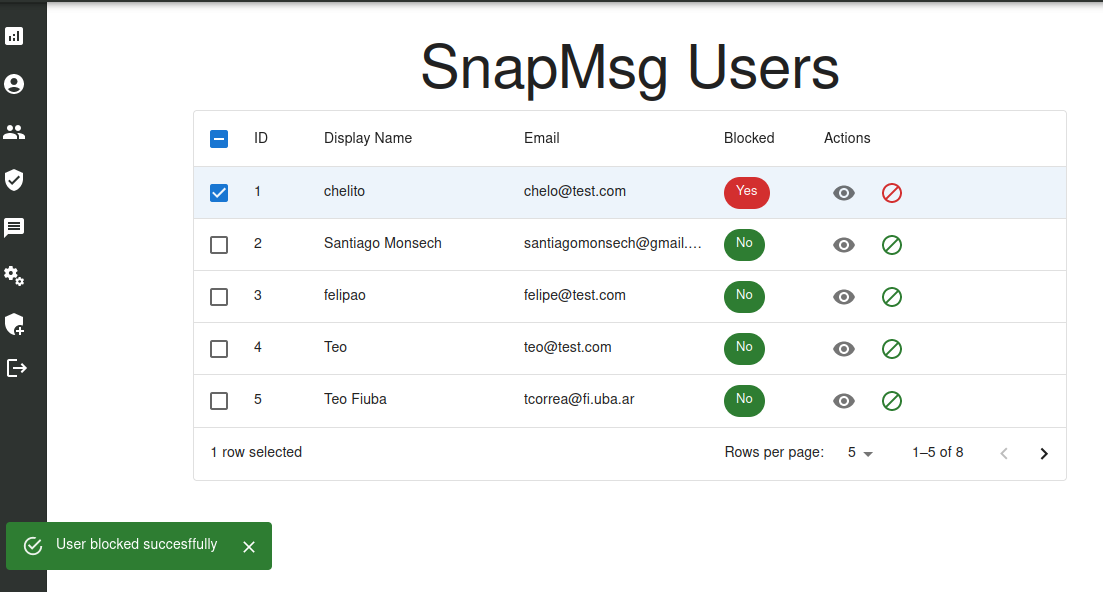 SnapMsg Users
ID Display Name Email Blocked Actions
1 chelito chelo@test.com Yes
2 Santiago Monsech santiagomonsech@gmail.… No
3 felipao felipe@test.com No
4 Teo teo@test.com No
5 Teo Fiuba tcorrea@fi.uba.ar No
1 row selected Rows per page: 5 1–5 of 8
User blocked succesffully